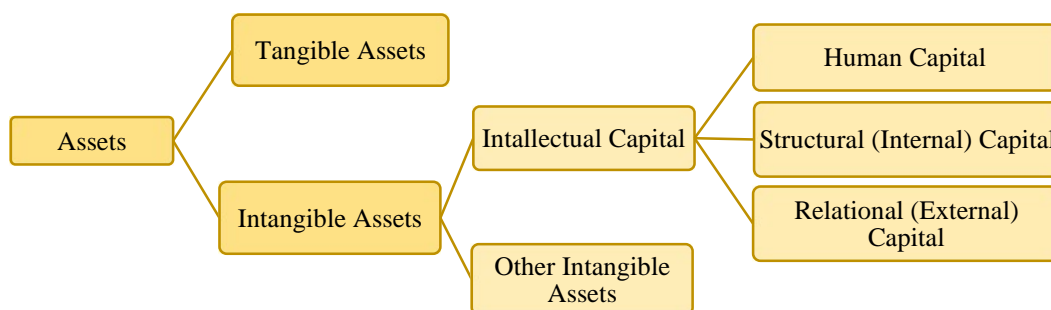 Tangible Assets
Human Capital
Assets
Intallectual Capital
Structural (Internal) Capital
Intangible Assets
Relational (External)
Capital
Other Intangible
Assets